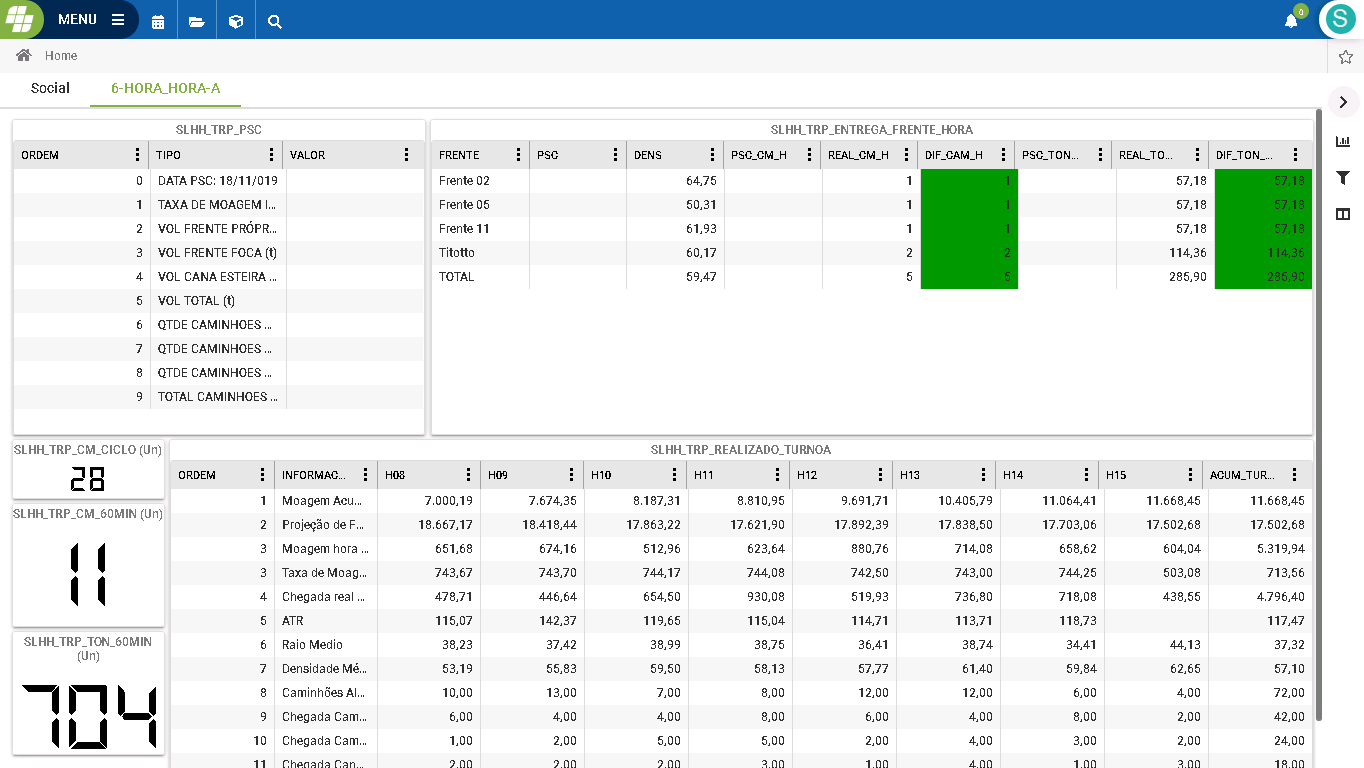 MENU
0
S
Home
Social 6-HORA_HORA-A
SLHH_TRP_PSC
ORDEM TIPO VALOR
0 DATA PSC: 18/11/019
1 TAXA DE MOAGEM I...
2 VOL FRENTE PRÓPR...
3 VOL FRENTE FOCA (t)
4 VOL CANA ESTEIRA ...
5 VOL TOTAL (t)
6 QTDE CAMINHOES ...
7 QTDE CAMINHOES ...
8 QTDE CAMINHOES ...
9 TOTAL CAMINHOES ...
SLHH_TRP_ENTREGA_FRENTE_HORA
FRENTE PSC DENS PSC_CM_H REAL_CM_H DIF_CAM_H PSC_TON... REAL_TO... DIF_TON_...
Frente 02 64,75 1 1 57,18 57,18
Frente 05 50,31 1 1 57,18 57,18
Frente 11 61,93 1 1 57,18 57,18
Titotto 60,17 2 2 114,36 114,36
TOTAL 59,47 5 5 285,90 285,90
SLHH_TRP_CM_CICLO (Un)
28
SLHH_TRP_CM_60MIN (Un)
11
SLHH_TRP_TON_60MIN
(Un)
704
SLHH_TRP_REALIZADO_TURNOA
ORDEM INFORMAC... H08 H09 H10 H11 H12 H13 H14 H15 ACUM_TUR...
1 Moagem Acu... 7.000,19 7.674,35 8.187,31 8.810,95 9.691,71 10.405,79 11.064,41 11.668,45 11.668,45
2 Projeção de F... 18.667,17 18.418,44 17.863,22 17.621,90 17.892,39 17.838,50 17.703,06 17.502,68 17.502,68
3 Moagem hora ... 651,68 674,16 512,96 623,64 880,76 714,08 658,62 604,04 5.319,94
3 Taxa de Moag... 743,67 743,70 744,17 744,08 742,50 743,00 744,25 503,08 713,56
4 Chegada real ... 478,71 446,64 654,50 930,08 519,93 736,80 718,08 438,55 4.796,40
5 ATR 115,07 142,37 119,65 115,04 114,71 113,71 118,73 117,47
6 Raio Medio 38,23 37,42 38,99 38,75 36,41 38,74 34,41 44,13 37,32
7 Densidade Mé... 53,19 55,83 59,50 58,13 57,77 61,40 59,84 62,65 57,10
8 Caminhões Al... 10,00 13,00 7,00 8,00 12,00 12,00 6,00 4,00 72,00
9 Chegada Cam... 6,00 4,00 4,00 8,00 6,00 4,00 8,00 2,00 42,00
10 Chegada Cam... 1,00 2,00 5,00 5,00 2,00 4,00 3,00 2,00 24,00
11 Chegada Can... 2,00 2,00 2,00 3,00 1,00 4,00 1,00 3,00 18,00